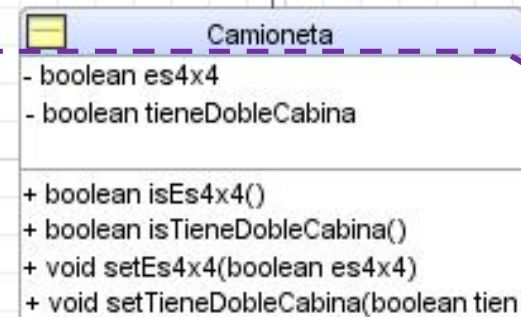 Camioneta
- boolean es4x4
- boolean tieneDobleCabina
+ boolean isEs4x4()
+ boolean isTieneDobleCabina()
+ void setEs4x4(boolean es4x4)
+ void setTieneDobleCabina(boolean tien